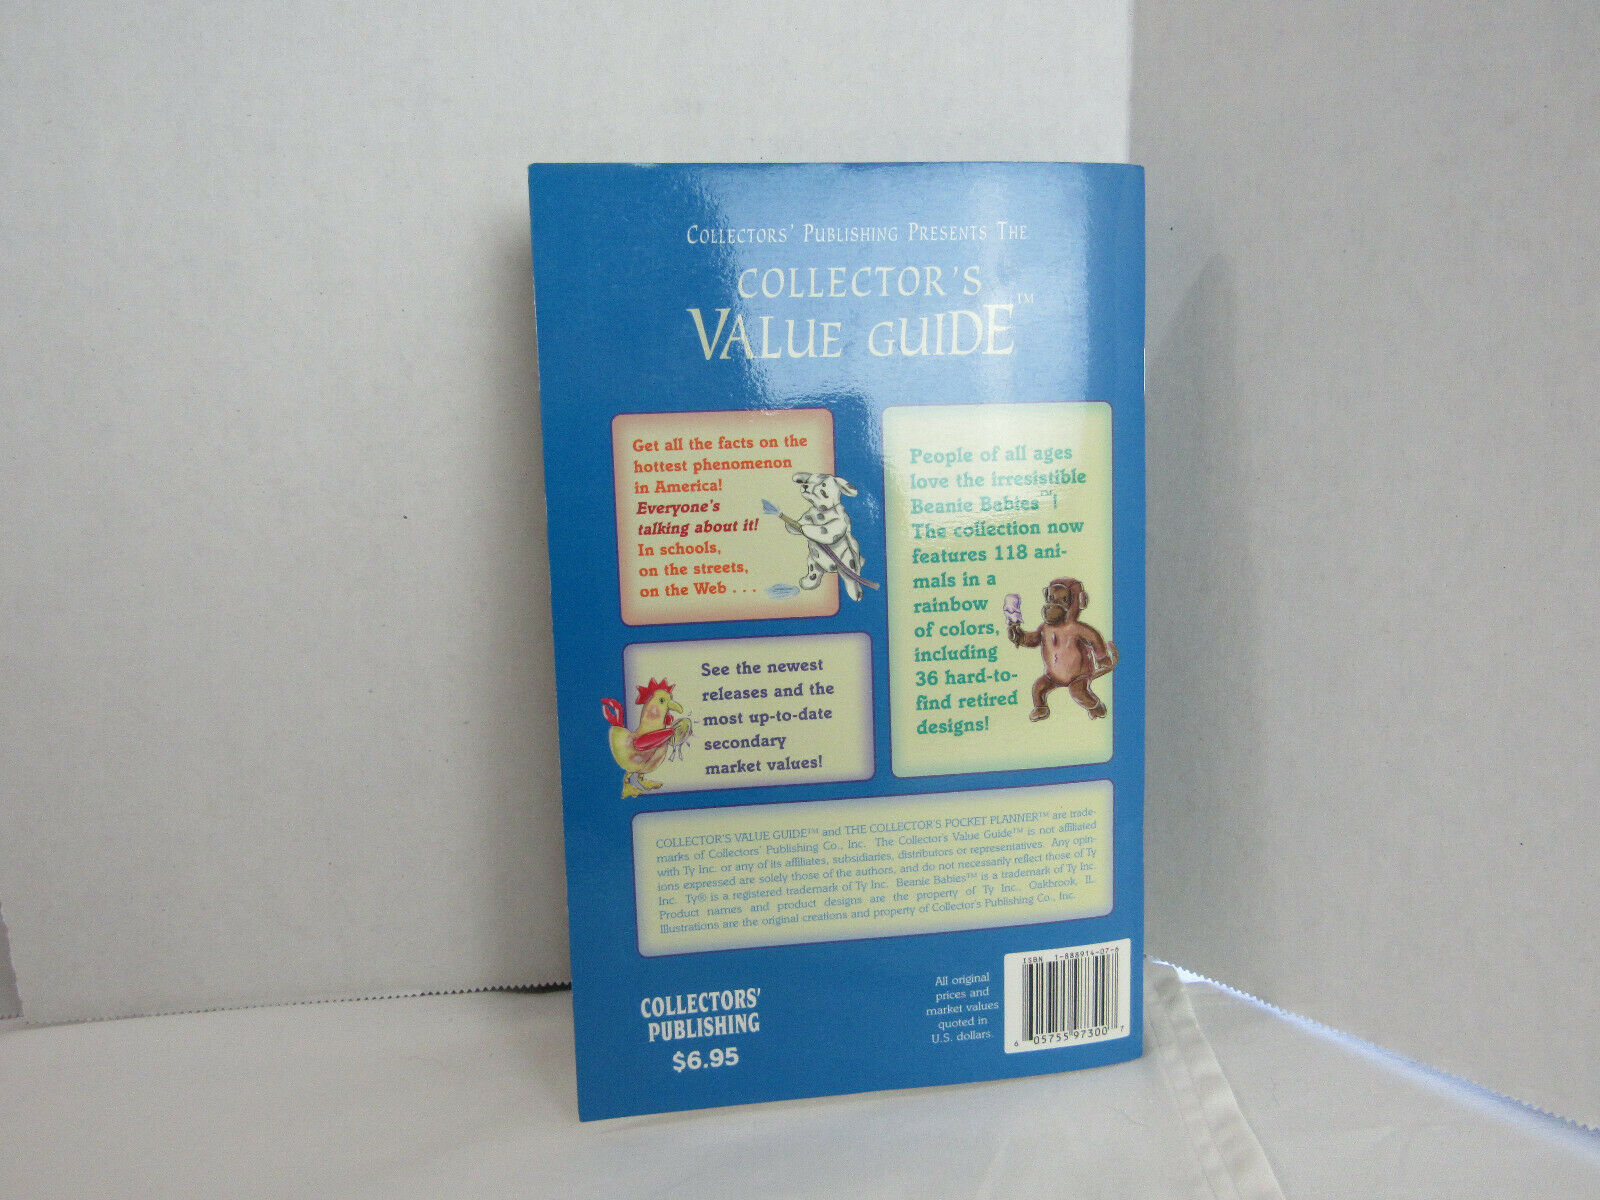 COLLECTORS' PUBLISHING PRESENTS THE
COLLECTOR'S
VALUE GUIDE™
Get all the facts on the
hottest phenomenon
in America!
Everyone's
talking about it!
In schools,
on the streets,
on the Web . . .
People of all ages
love the irresistible
Beanie Babies™!
The collection now
features 118 ani-
mals in a
rainbow
of colors,
including
36 hard-to-
find retired
designs!
See the newest
releases and the
most up-to-date
secondary
market values!
COLLECTOR'S VALUE GUIDE™ and THE COLLECTOR'S POCKET PLANNER™ are trade-
marks of Collectors' Publishing Co., Inc. The Collector's Value Guide™ is not affiliated
with Ty Inc. or any of its affiliates, subsidiaries, distributors or representatives. Any opin-
ions expressed are solely those of the authors, and do not necessarily reflect those of Ty
Inc. Ty® is a registered trademark of Ty Inc. Beanie Babies™ is a trademark of Ty Inc.
Product names and product designs are the property of Ty Inc., Oakbrook, IL.
Illustrations are the original creations and property of Collector's Publishing Co., Inc.
COLLECTORS'
PUBLISHING
$6.95
All original
prices and
market values
quoted in
U.S. dollars.
ISBN 1-888914-07-6
6 05755 97300 7